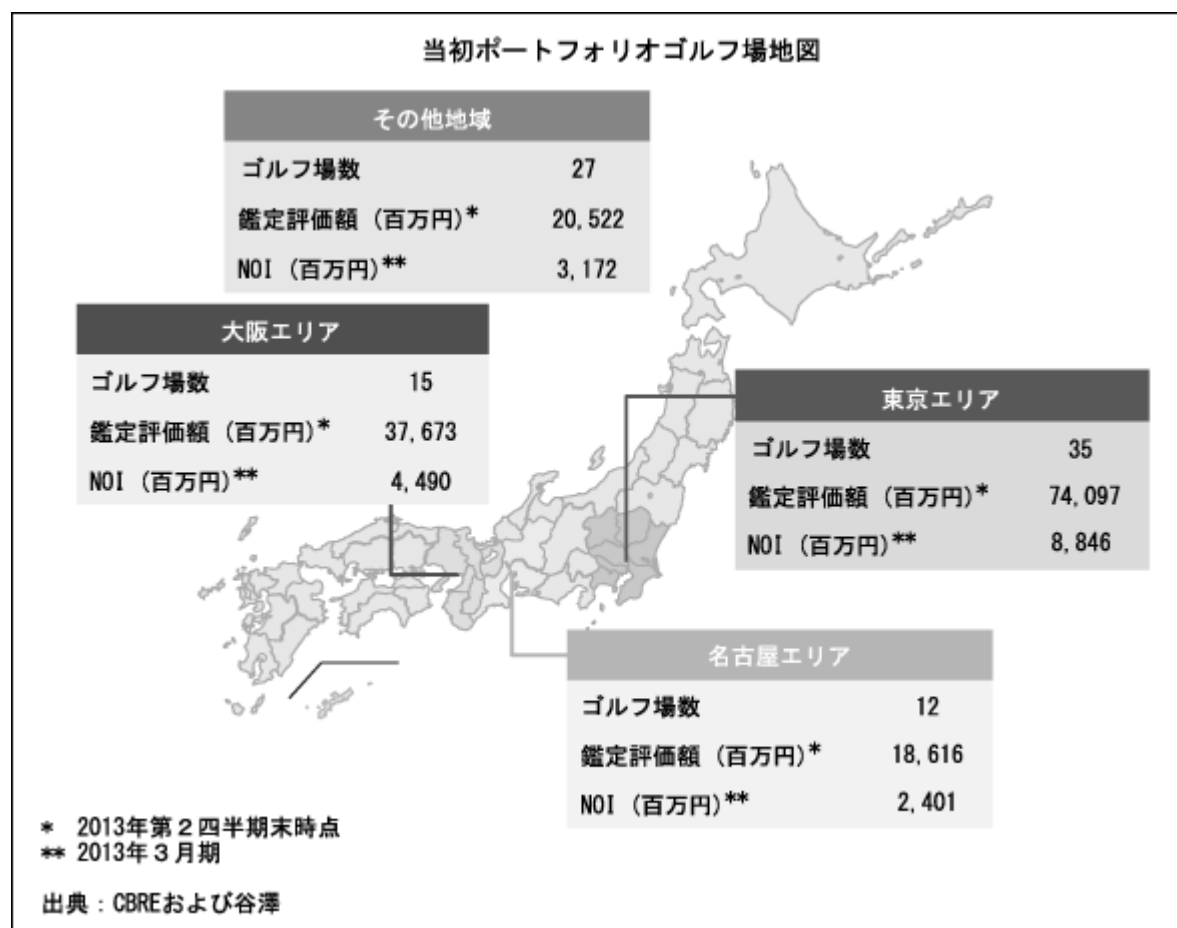 当初ポートフォリオゴルフ場地図
その他地域
ゴルフ場数 27
鑑定評価額 (百万円)* 20,522
NOI (百万円)** 3,172
大阪エリア
ゴルフ場数 15
鑑定評価額 (百万円)* 37,673
NOI (百万円)** 4,490
東京エリア
ゴルフ場数 35
鑑定評価額 (百万円)* 74,097
NOI (百万円)** 8,846
名古屋エリア
ゴルフ場数 12
鑑定評価額 (百万円)* 18,616
NOI (百万円)** 2,401
* 2013年第2四半期末時点
** 2013年3月期
出典:CBREおよび谷澤